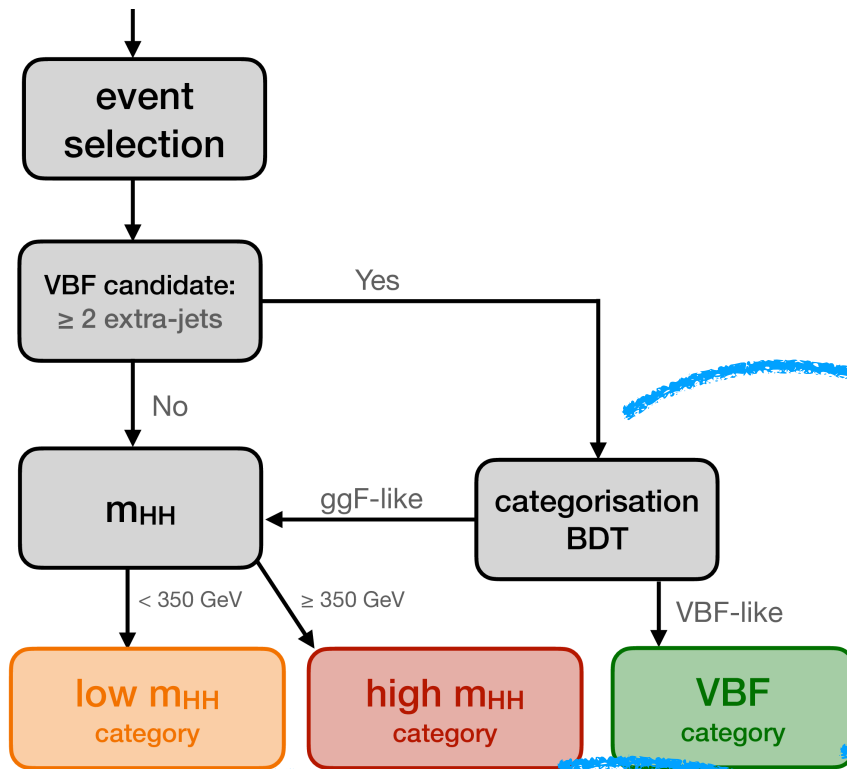 event
selection
VBF candidate:
≥ 2 extra-jets
Yes
No
mHH
ggF-like
categorisation
BDT
< 350 GeV
≥ 350 GeV
VBF-like
low mHH
category
high mHH
category
VBF
category